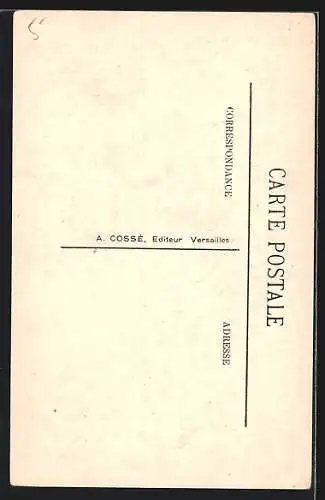 CARTE POSTALE
CORRESPONDANCE
ADRESSE
A. COSSÉ, Editeur Versailles